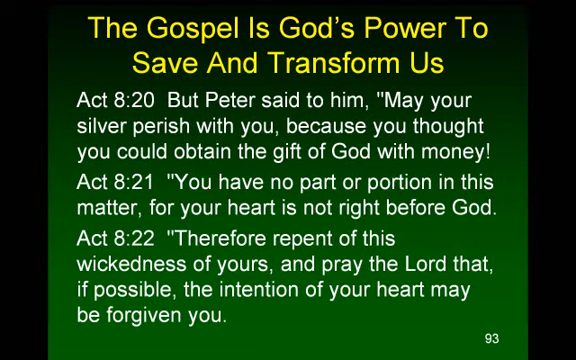 The Gospel Is God's Power To
Save And Transform Us
Act 8:20 But Peter said to him, "May your
silver perish with you, because you thought
you could obtain the gift of God with money!
Act 8:21 "You have no part or portion in this
matter, for your heart is not right before God.
Act 8:22 "Therefore repent of this
wickedness of yours, and pray the Lord that,
if possible, the intention of your heart may
be forgiven you.
93